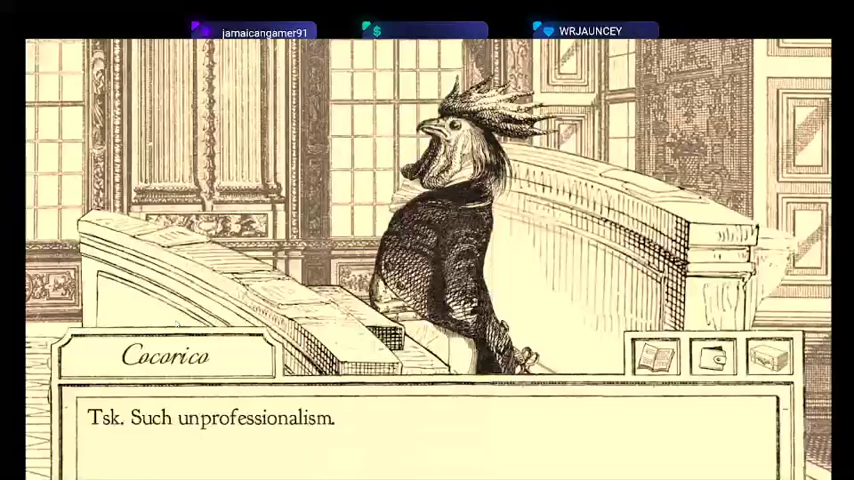 jamaicangamer91
$
WRJAUNCEY
Cocorico
Tsk. Such unprofessionalism.